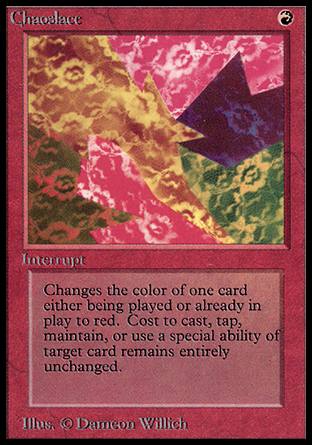 Chaoslace
Interrupt
Changes the color of one card
either being played or already in
play to red. Cost to cast, tap,
maintain, or use a special ability of
target card remains entirely
unchanged.
Illus. © Dameon Willich